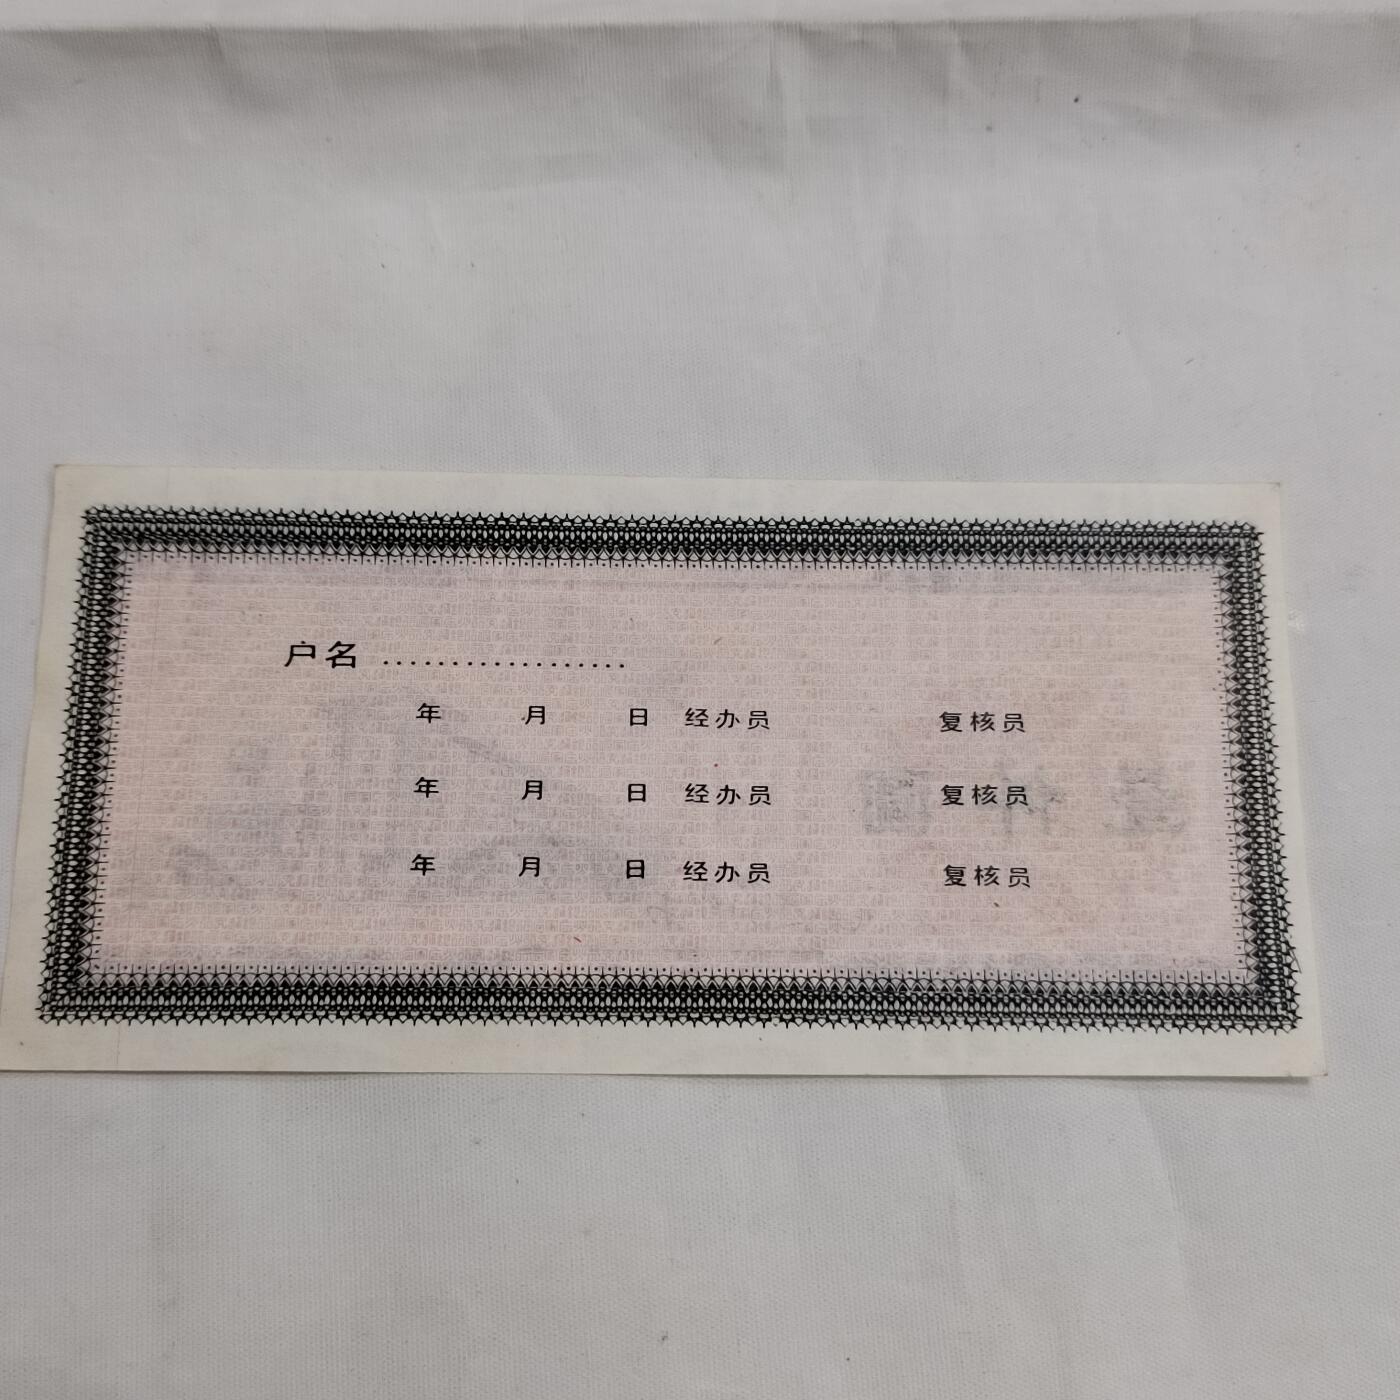 户名 ..................
年 月 日 经办员 复核员
年 月 日 经办员 复核员
年 月 日 经办员 复核员